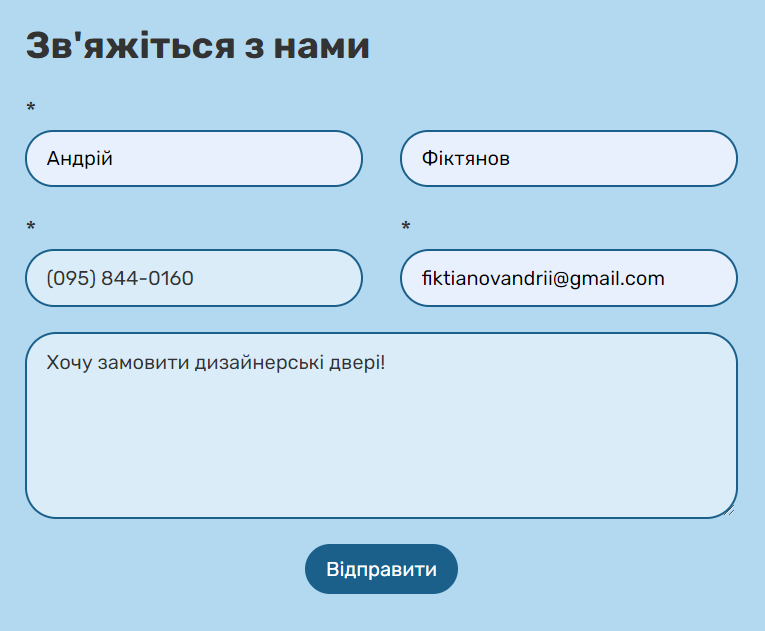 Зв'яжіться з нами
*
Андрій
Фіктянов
*
*
(095) 844-0160
fiktianovandrii@gmail.com
Хочу замовити дизайнерські двері!
Відправити